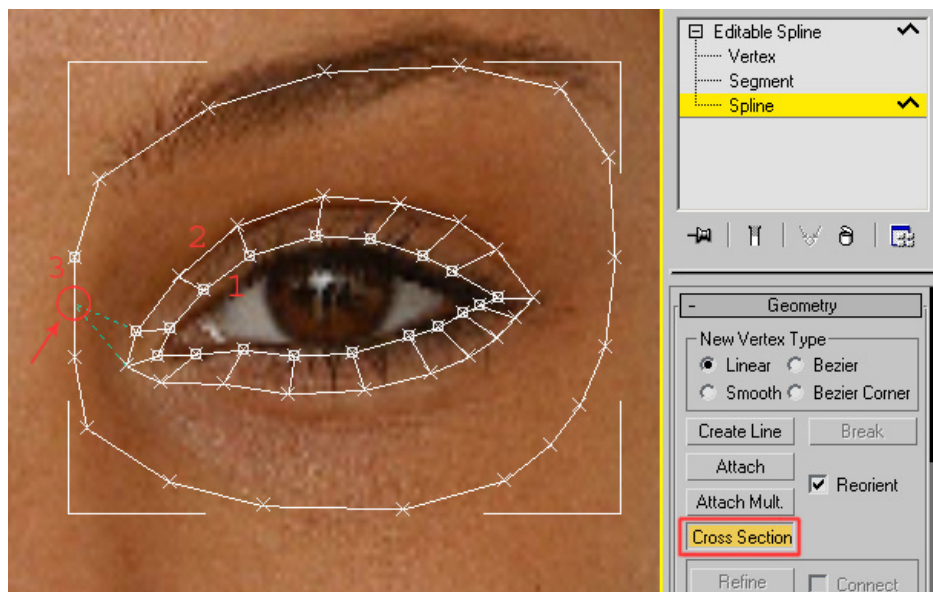 Editable Spline
Vertex
Segment
Spline
3
2
1
- Geometry
New Vertex Type
Linear Bezier
Smooth Bezier Corner
Create Line Break
Attach
Reorient
Attach Mult.
Cross Section
Refine Connect